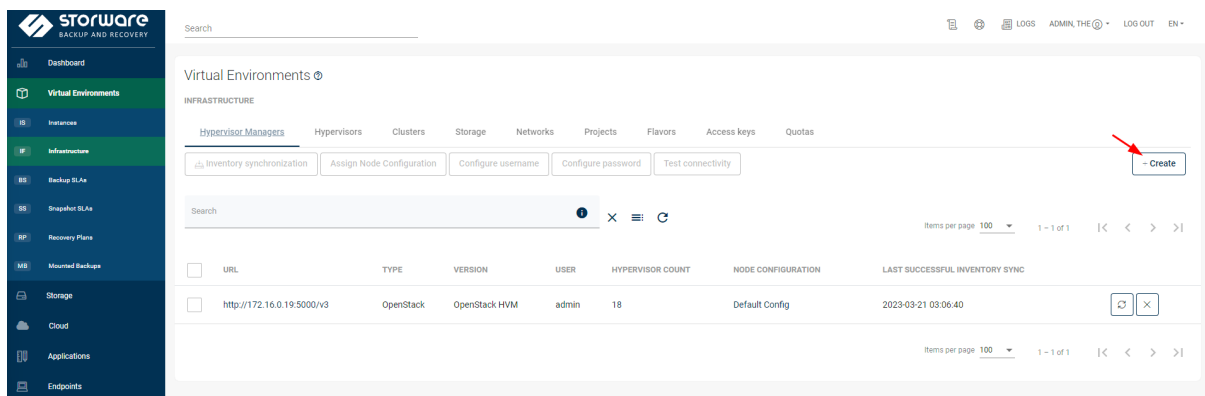 STORWARE
BACKUP AND RECOVERY
Search
LOGS
ADMIN, THE
LOG OUT
EN
Dashboard
Virtual Environments
IS Instances
IF Infrastructure
BS Backup SLAs
SS Snapshot SLAs
RP Recovery Plans
MB Mounted Backups
Storage
Cloud
Applications
Endpoints
Virtual Environments
INFRASTRUCTURE
Hypervisor Managers Hypervisors Clusters Storage Networks Projects Flavors Access keys Quotas
Inventory synchronization Assign Node Configuration Configure username Configure password Test connectivity
- Create
Search
Items per page 100 1 – 1 of 1
URL TYPE VERSION USER HYPERVISOR COUNT NODE CONFIGURATION LAST SUCCESSFUL INVENTORY SYNC
http://172.16.0.19:5000/v3 OpenStack OpenStack HVM admin 18 Default Config 2023-03-21 03:06:40
Items per page 100 1 – 1 of 1